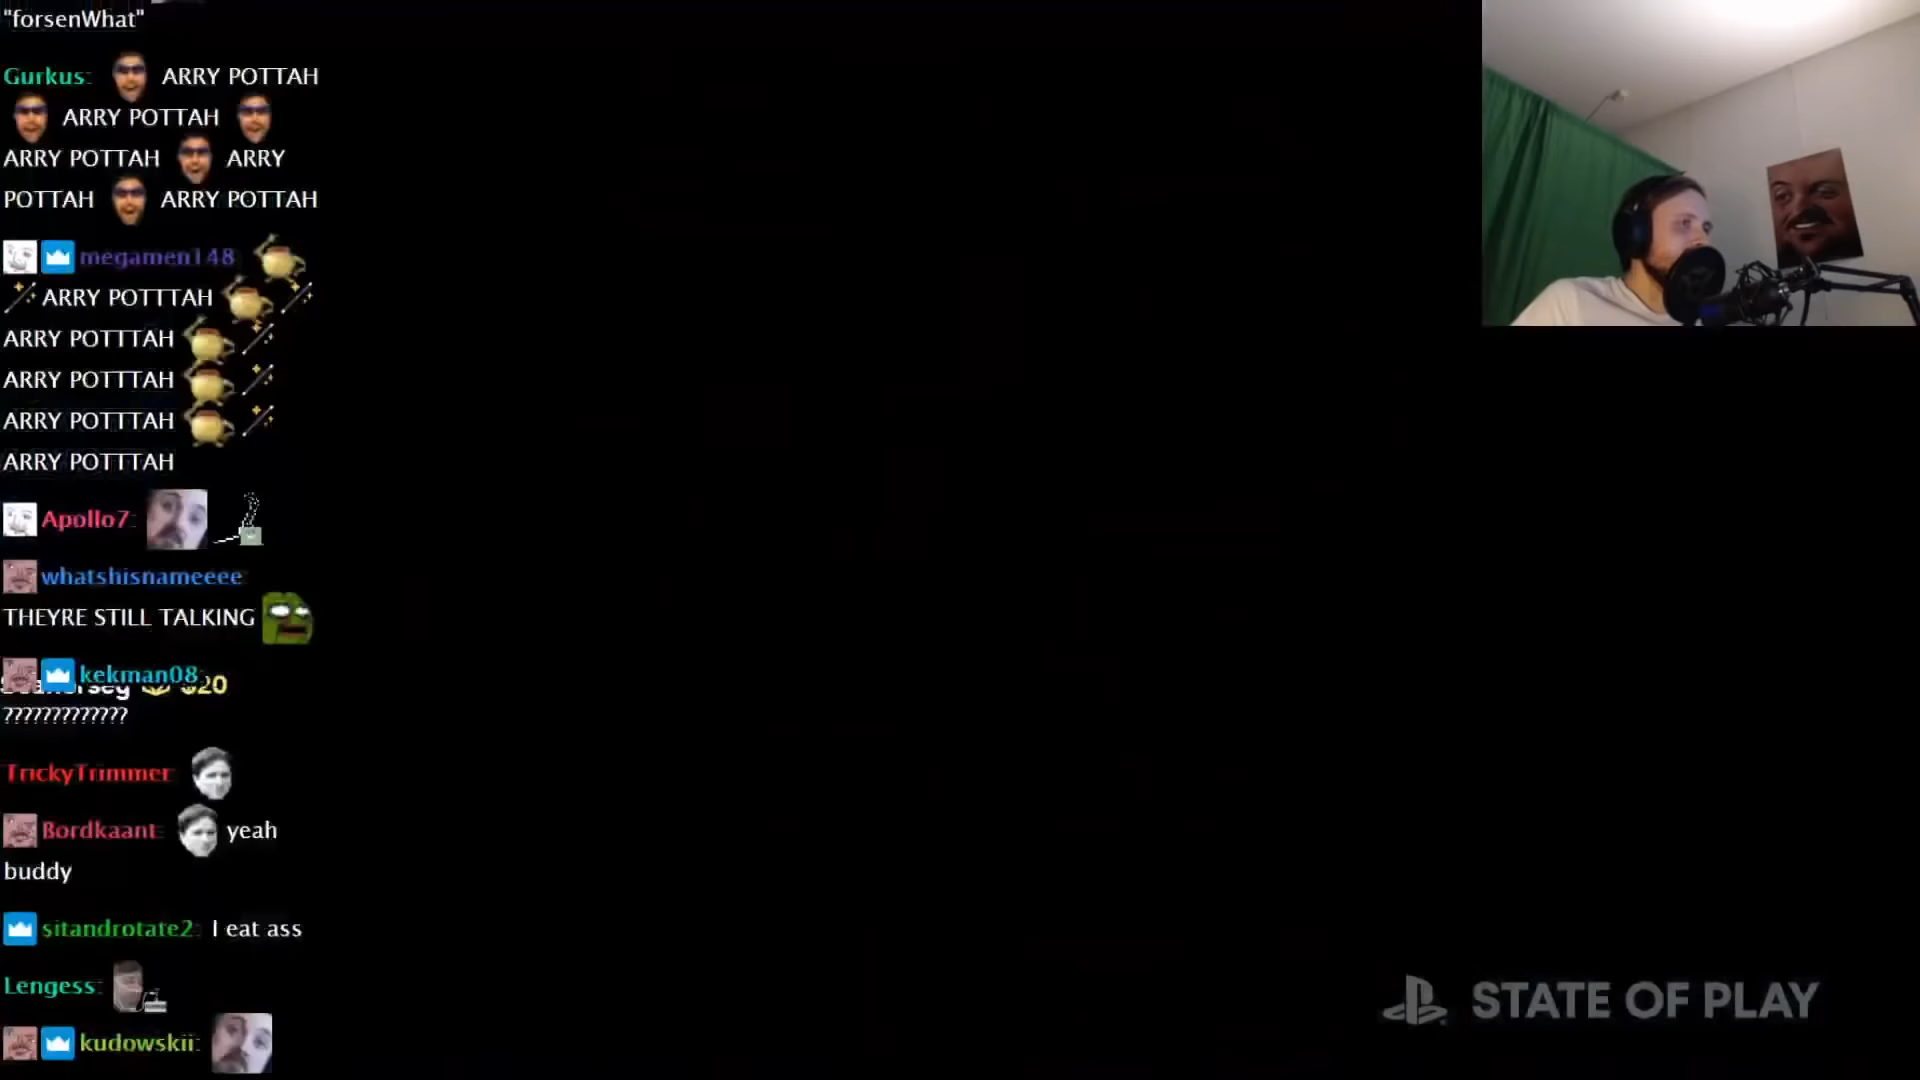 "forsenWhat"
Gurkus: ARRY POTTAH
ARRY POTTAH
ARRY POTTAH ARRY
POTTAH ARRY POTTAH
megamen148
ARRY POTTTAH
ARRY POTTTAH
ARRY POTTTAH
ARRY POTTTAH
ARRY POTTTAH
Apollo7:
whatshisnameeee
THEYRE STILL TALKING
kekman08:
$20
?????????????
TrickyTrimmer
Bordkaant: yeah
buddy
sitandrotate2: I eat ass
Lengess:
kudowskii:
STATE OF PLAY